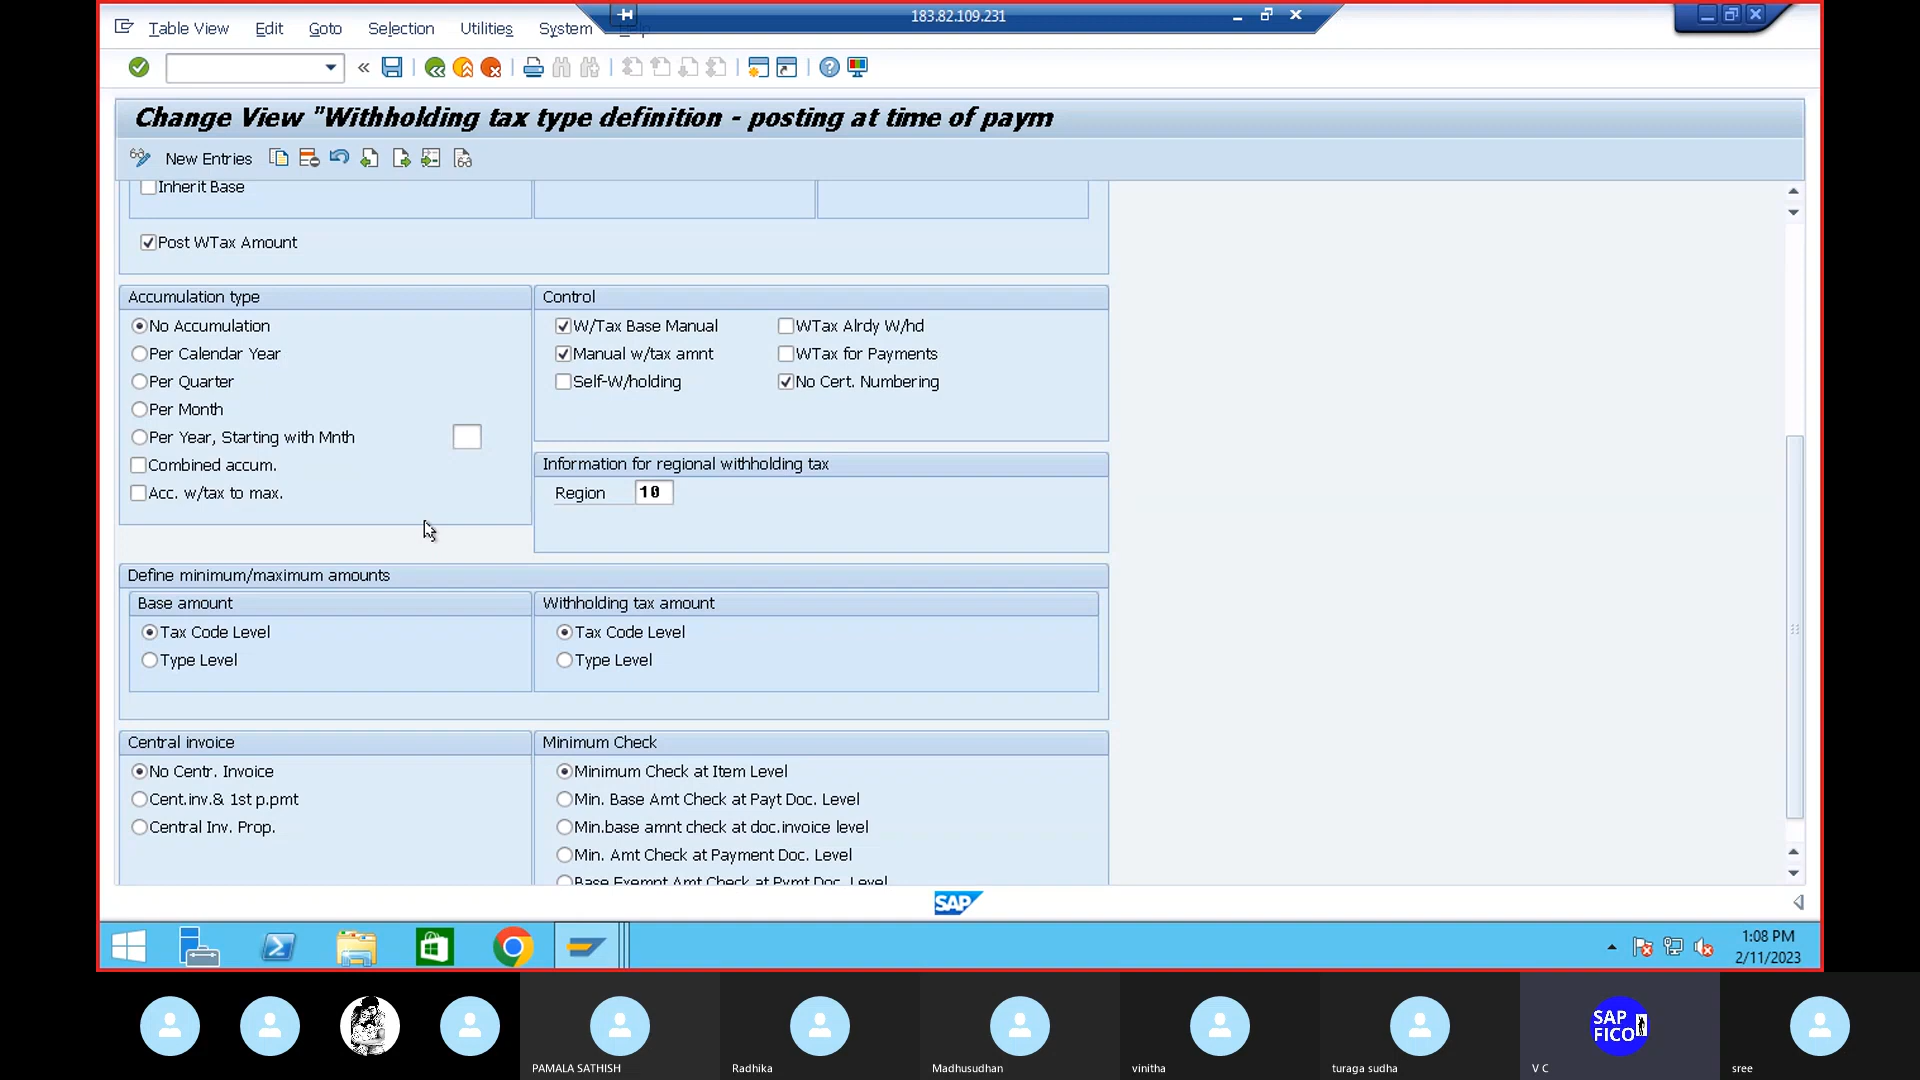 183.82.109.231
Table View Edit Goto Selection Utilities System
Change View "Withholding tax type definition - posting at time of paym
New Entries
Inherit Base
Post WTax Amount
Accumulation type
No Accumulation
Per Calendar Year
Per Quarter
Per Month
Per Year, Starting with Mnth
Combined accum.
Acc. w/tax to max.
Control
W/Tax Base Manual WTax Alrdy W/hd
Manual w/tax amnt WTax for Payments
Self-W/holding No Cert. Numbering
Information for regional withholding tax
Region 10
Define minimum/maximum amounts
Base amount
Tax Code Level
Type Level
Withholding tax amount
Tax Code Level
Type Level
Central invoice
No Centr. Invoice
Cent.inv.& 1st p.pmt
Central Inv. Prop.
Minimum Check
Minimum Check at Item Level
Min. Base Amt Check at Payt Doc. Level
Min.base amnt check at doc.invoice level
Min. Amt Check at Payment Doc. Level
Base Exempt Amt Check at Pymt Doc. Level
SAP
1:08 PM
2/11/2023
SAP
FICO
PAMALA SATHISH Radhika Madhusudhan vinitha turaga sudha V C sree